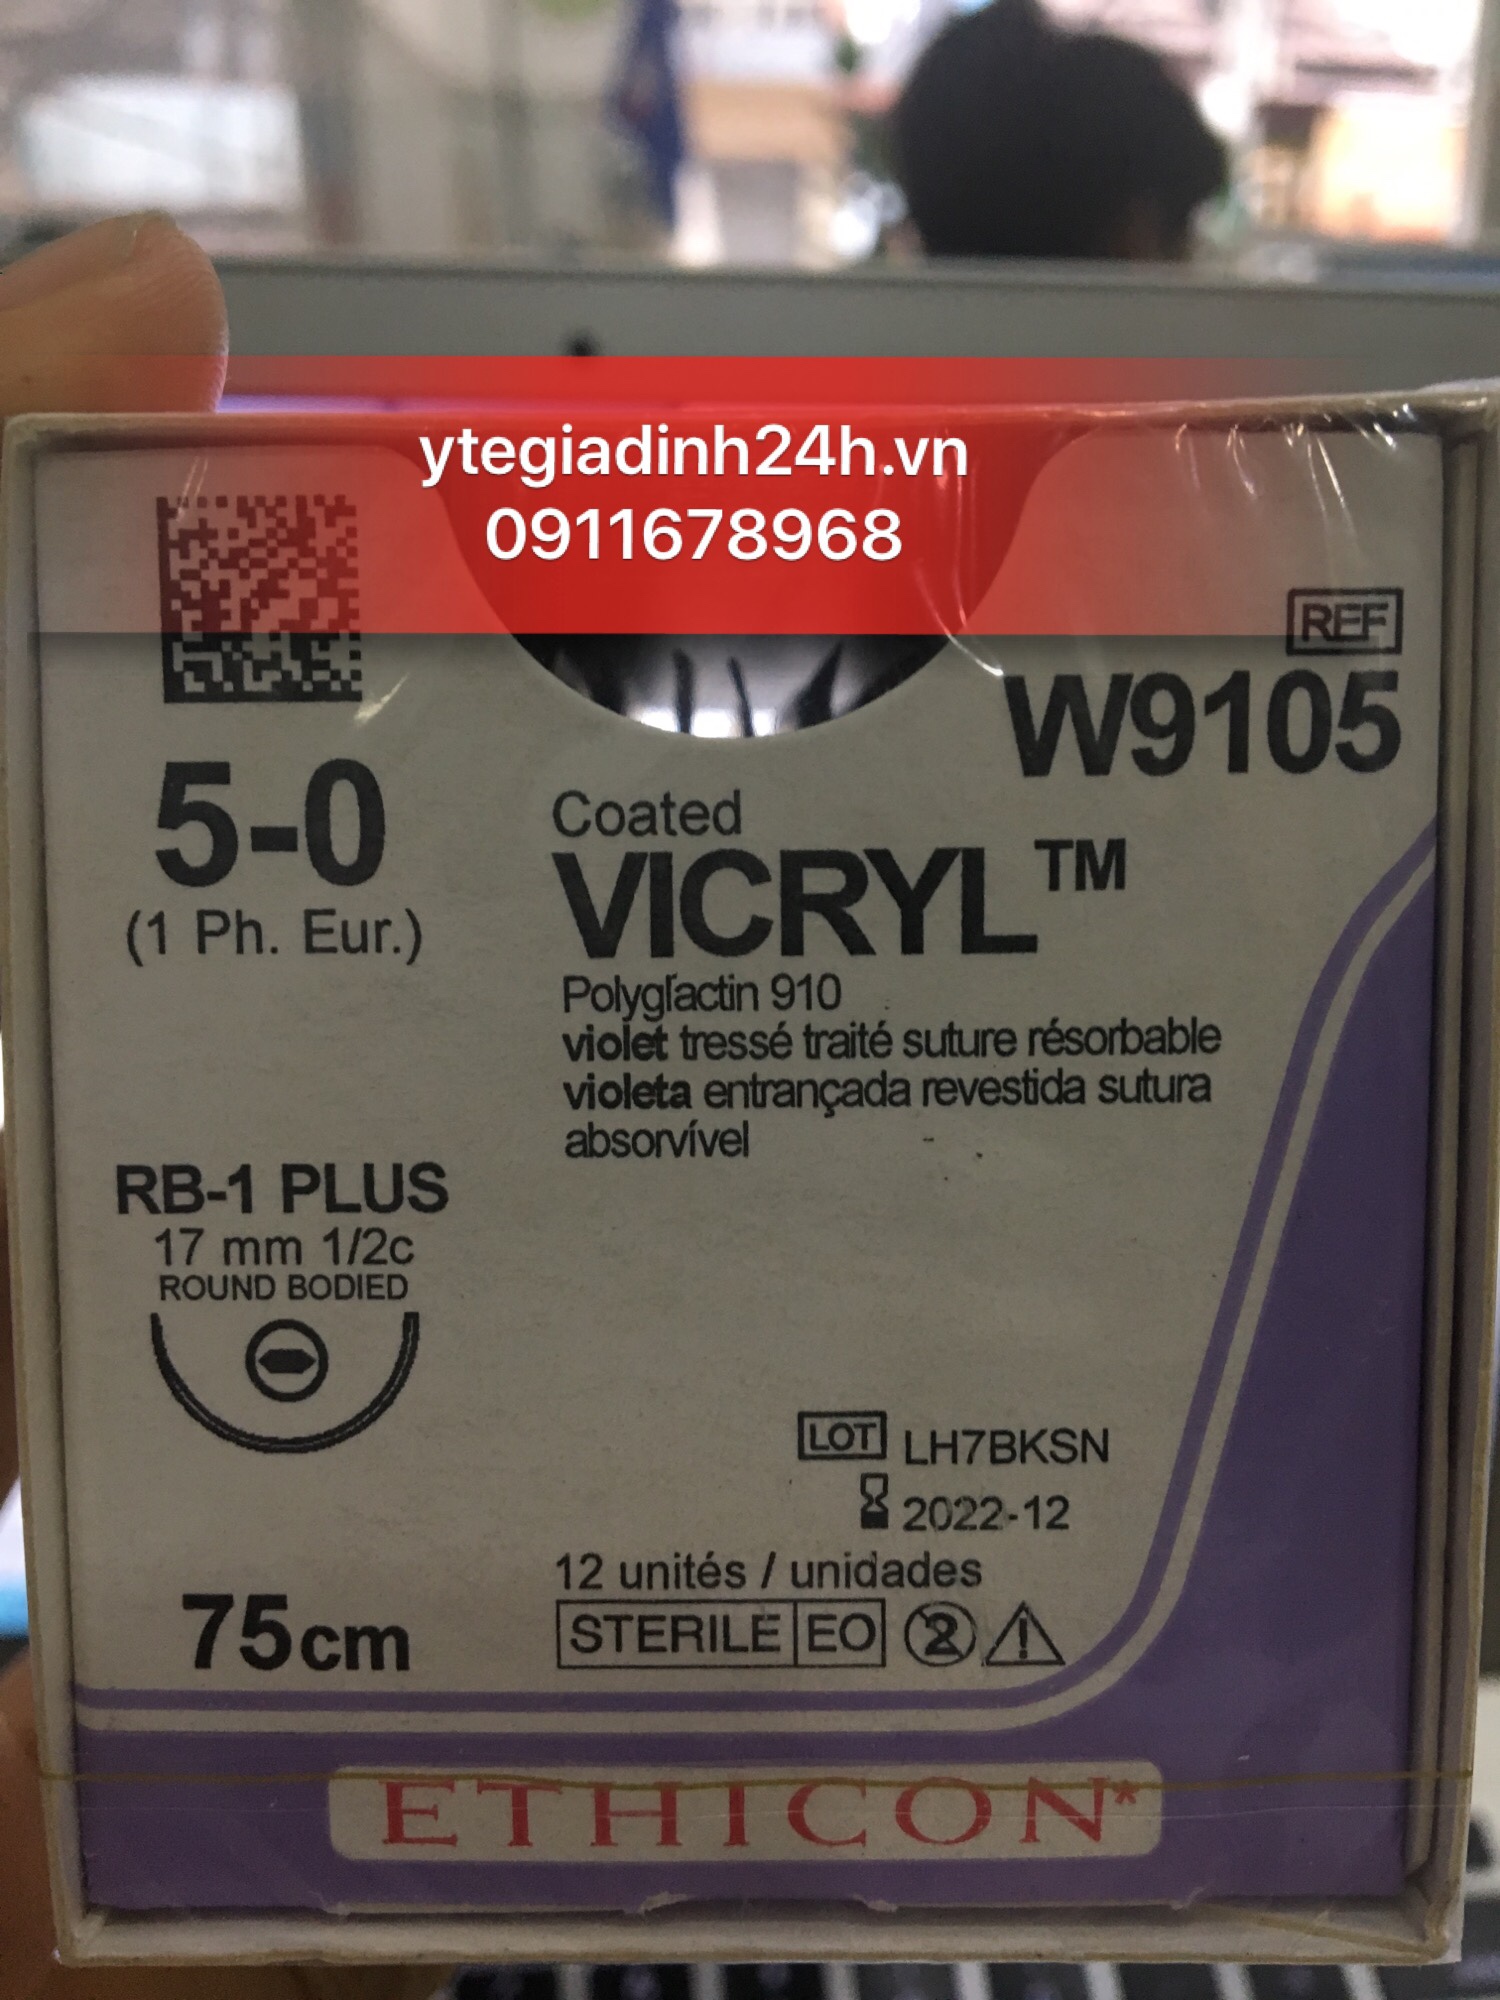 ytegiadinh24h.vn
0911678968
REF
W9105
5-0
(1 Ph. Eur.)
Coated
VICRYL™
Polyglactin 910
violet tressé traité suture résorbable
violeta entrançada revestida sutura
absorvível
RB-1 PLUS
17 mm 1/2c
ROUND BODIED
LOT LH7BKSN
2022-12
12 unités / unidades
75cm
STERILE EO 2
ETHICON*